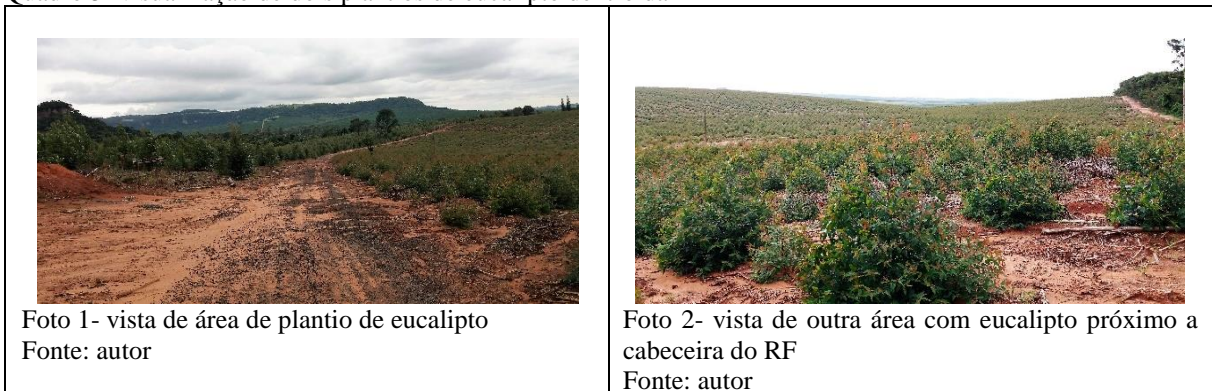 Foto 1- vista de área de plantio de eucalipto
Fonte: autor
Foto 2- vista de outra área com eucalipto próximo a
cabeceira do RF
Fonte: autor